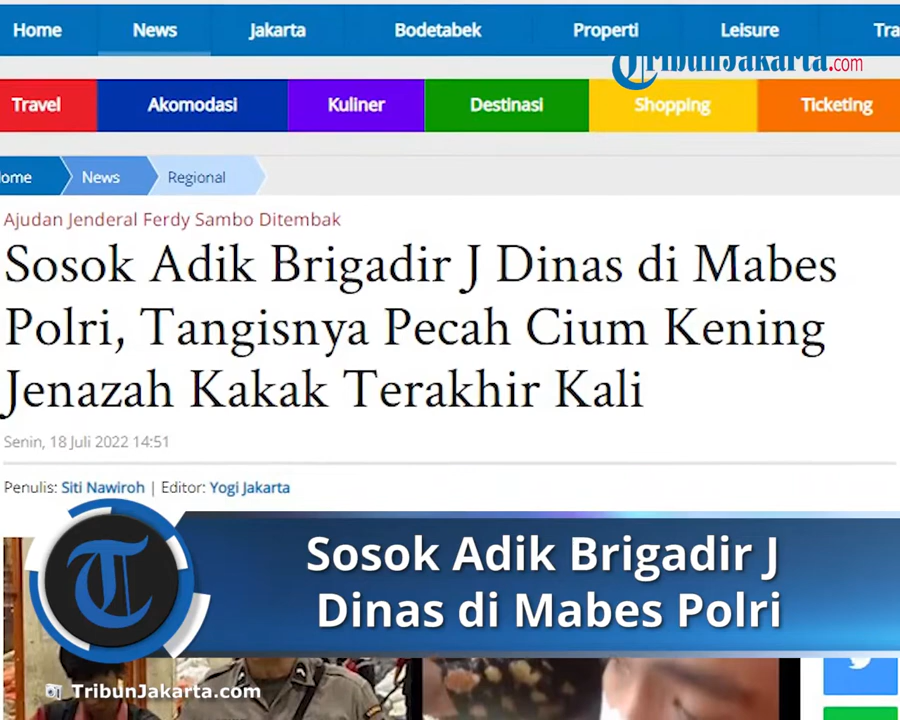 Home News Jakarta Bodetabek Properti Leisure Tra
TribunJakarta.com
Travel Akomodasi Kuliner Destinasi Shopping Ticketing
ome News Regional
Ajudan Jenderal Ferdy Sambo Ditembak
Sosok Adik Brigadir J Dinas di Mabes
Polri, Tangisnya Pecah Cium Kening
Jenazah Kakak Terakhir Kali
Senin, 18 Juli 2022 14:51
Penulis: Siti Nawiroh | Editor: Yogi Jakarta
T
Sosok Adik Brigadir J
Dinas di Mabes Polri
TribunJakarta.com